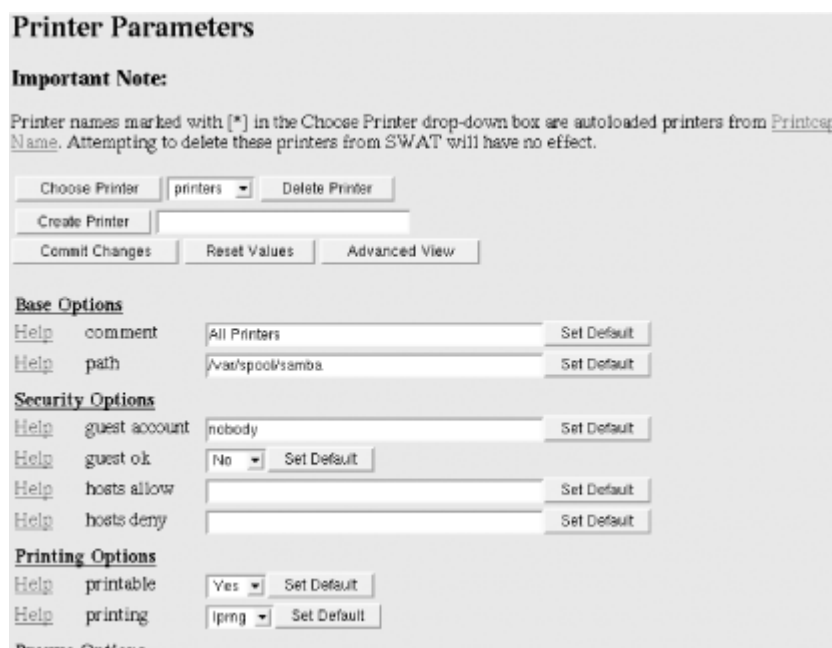 Printer Parameters
Important Note:
Printer names marked with [*] in the Choose Printer drop-down box are autoloaded printers from Printcap
Name. Attempting to delete these printers from SWAT will have no effect.
Choose Printer printers Delete Printer
Create Printer
Commit Changes Reset Values Advanced View
Base Options
Help comment All Printers Set Default
Help path /var/spool/samba Set Default
Security Options
Help guest account nobody Set Default
Help guest ok No Set Default
Help hosts allow Set Default
Help hosts deny Set Default
Printing Options
Help printable Yes Set Default
Help printing lprng Set Default
Options